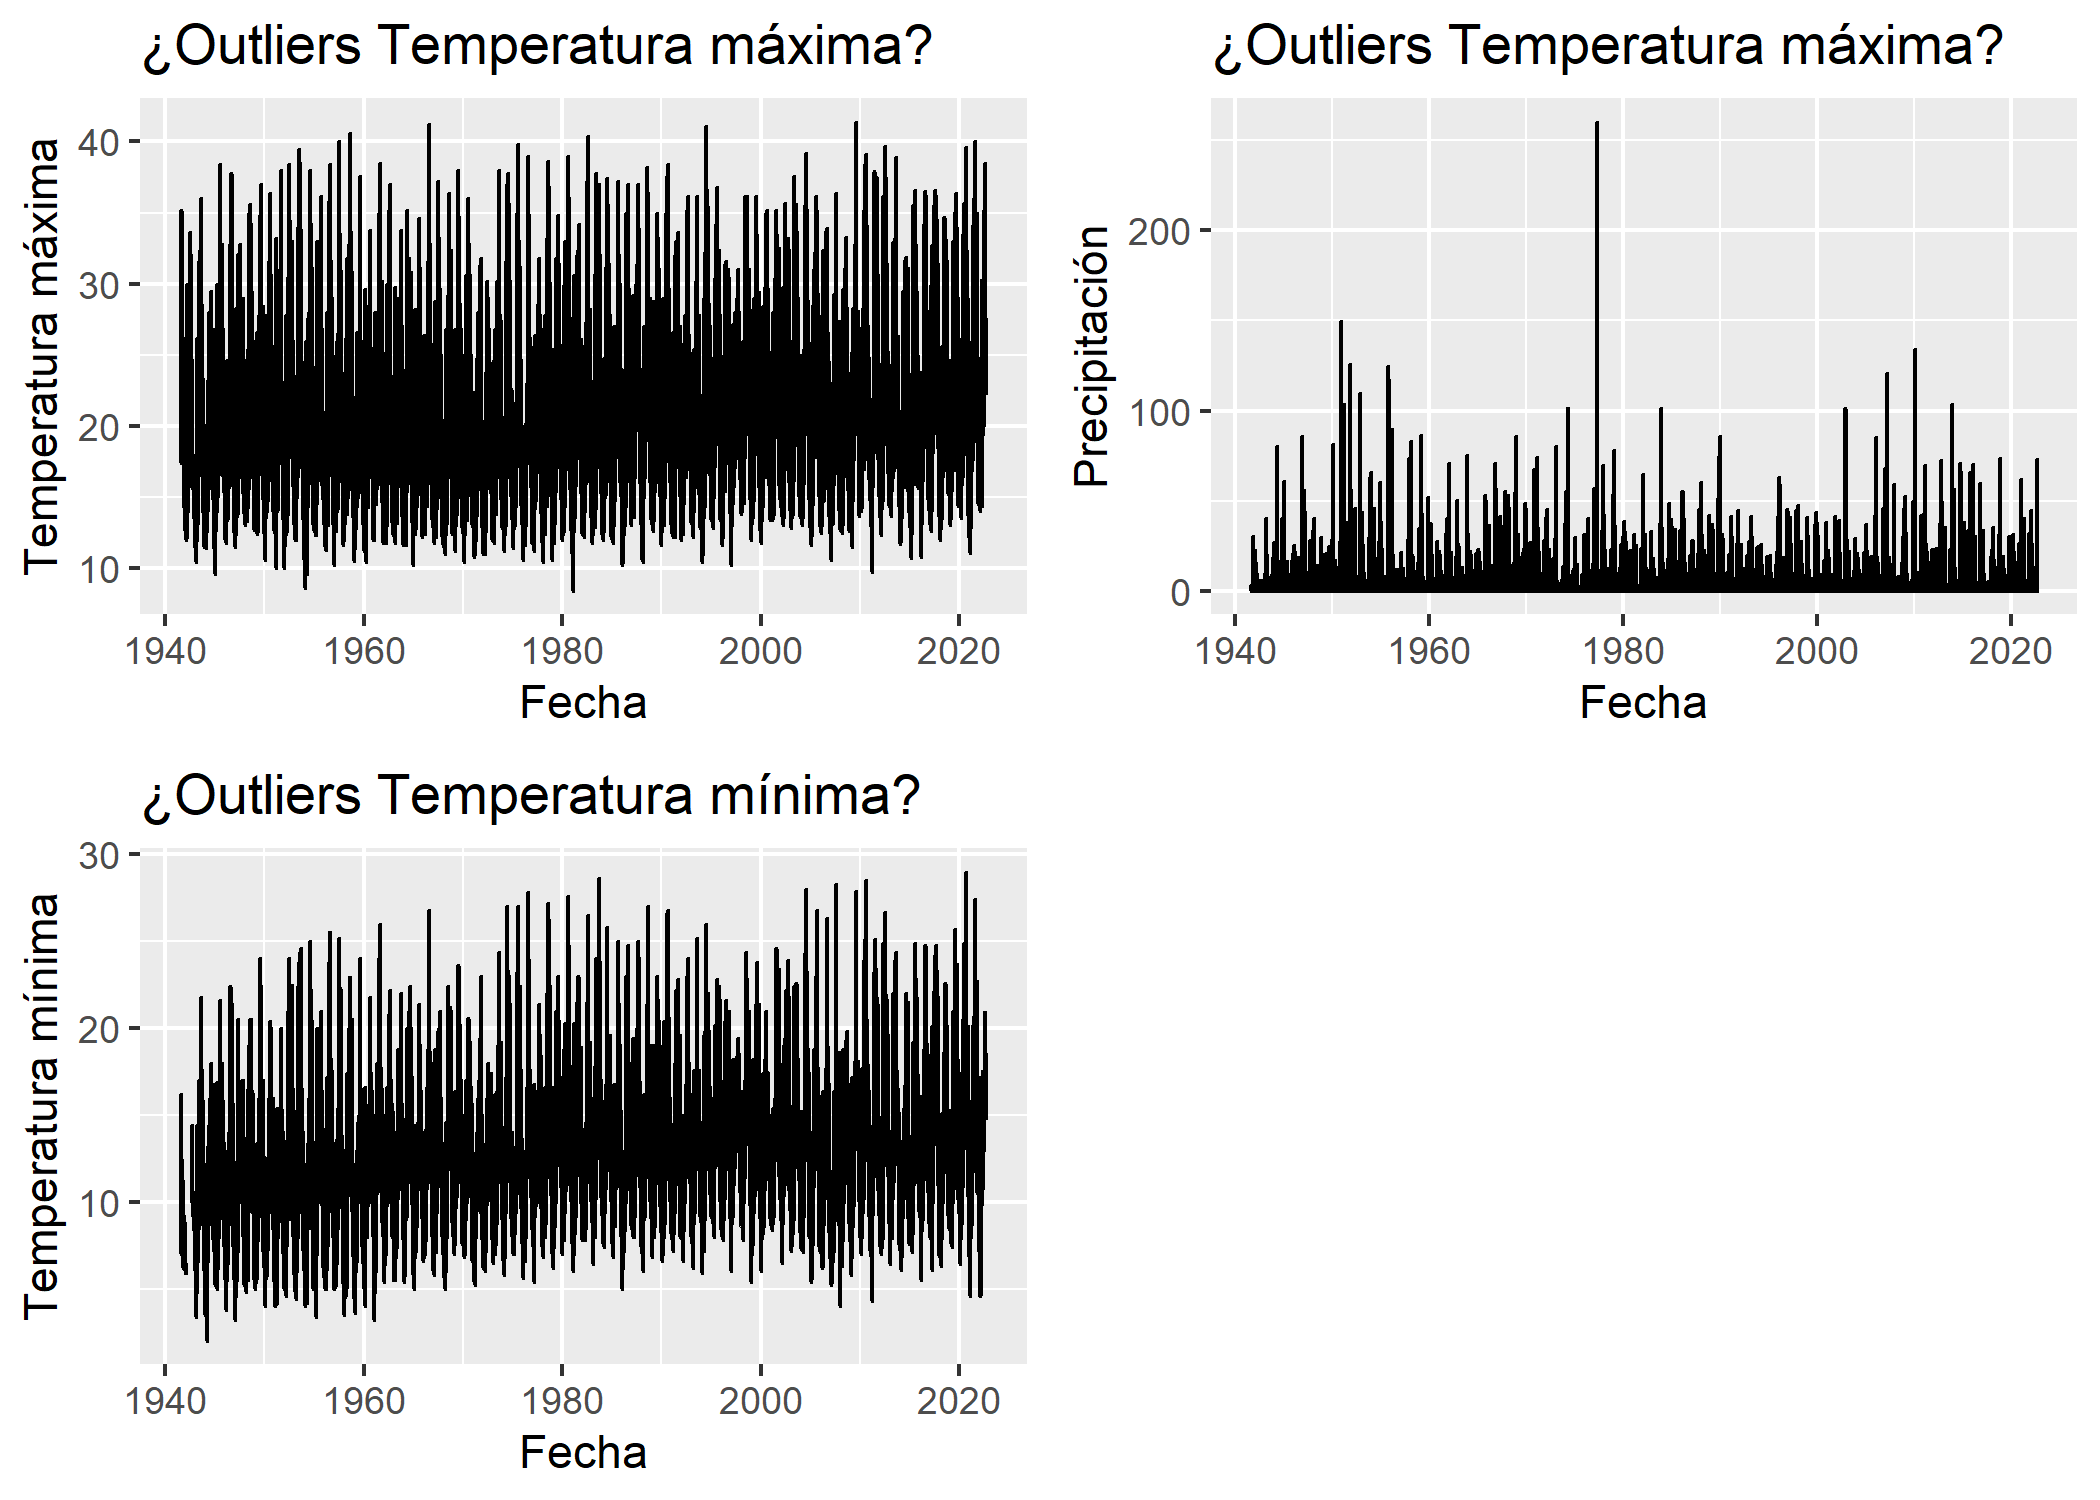 ¿Outliers Temperatura máxima?
Temperatura máxima
40
30
20
10
1940 1960 1980 2000 2020
Fecha
¿Outliers Temperatura máxima?
Precipitación
200
100
0
1940 1960 1980 2000 2020
Fecha
¿Outliers Temperatura mínima?
Temperatura mínima
30
20
10
1940 1960 1980 2000 2020
Fecha